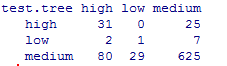 test.tree high low medium
high 31 0 25
low 2 1 7
medium 80 29 625